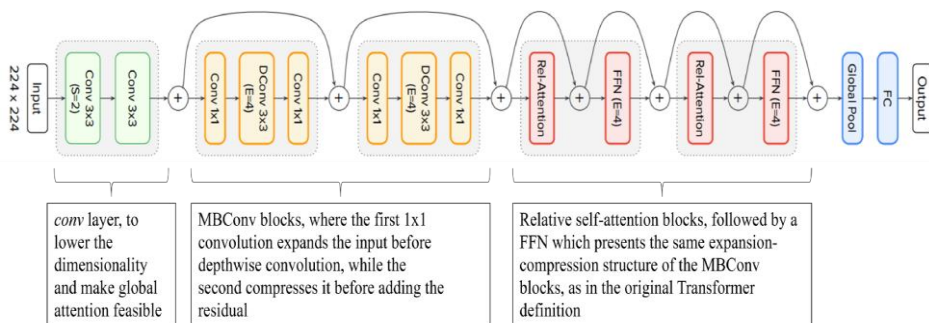 224 x 224
Input
Conv 3x3
(S=2)
Conv 3x3
+
Conv 1x1
DConv 3x3
(E=4)
Conv 1x1
+
Conv 1x1
DConv 3x3
(E=4)
Conv 1x1
+
Rel-Attention
+
FFN (E=4)
+
Rel-Attention
+
FFN (E=4)
+
Global Pool
FC
Output
conv layer, to
lower the
dimensionality
and make global
attention feasible
MBConv blocks, where the first 1x1
convolution expands the input before
depthwise convolution, while the
second compresses it before adding the
residual
Relative self-attention blocks, followed by a
FFN which presents the same expansion-
compression structure of the MBConv
blocks, as in the original Transformer
definition